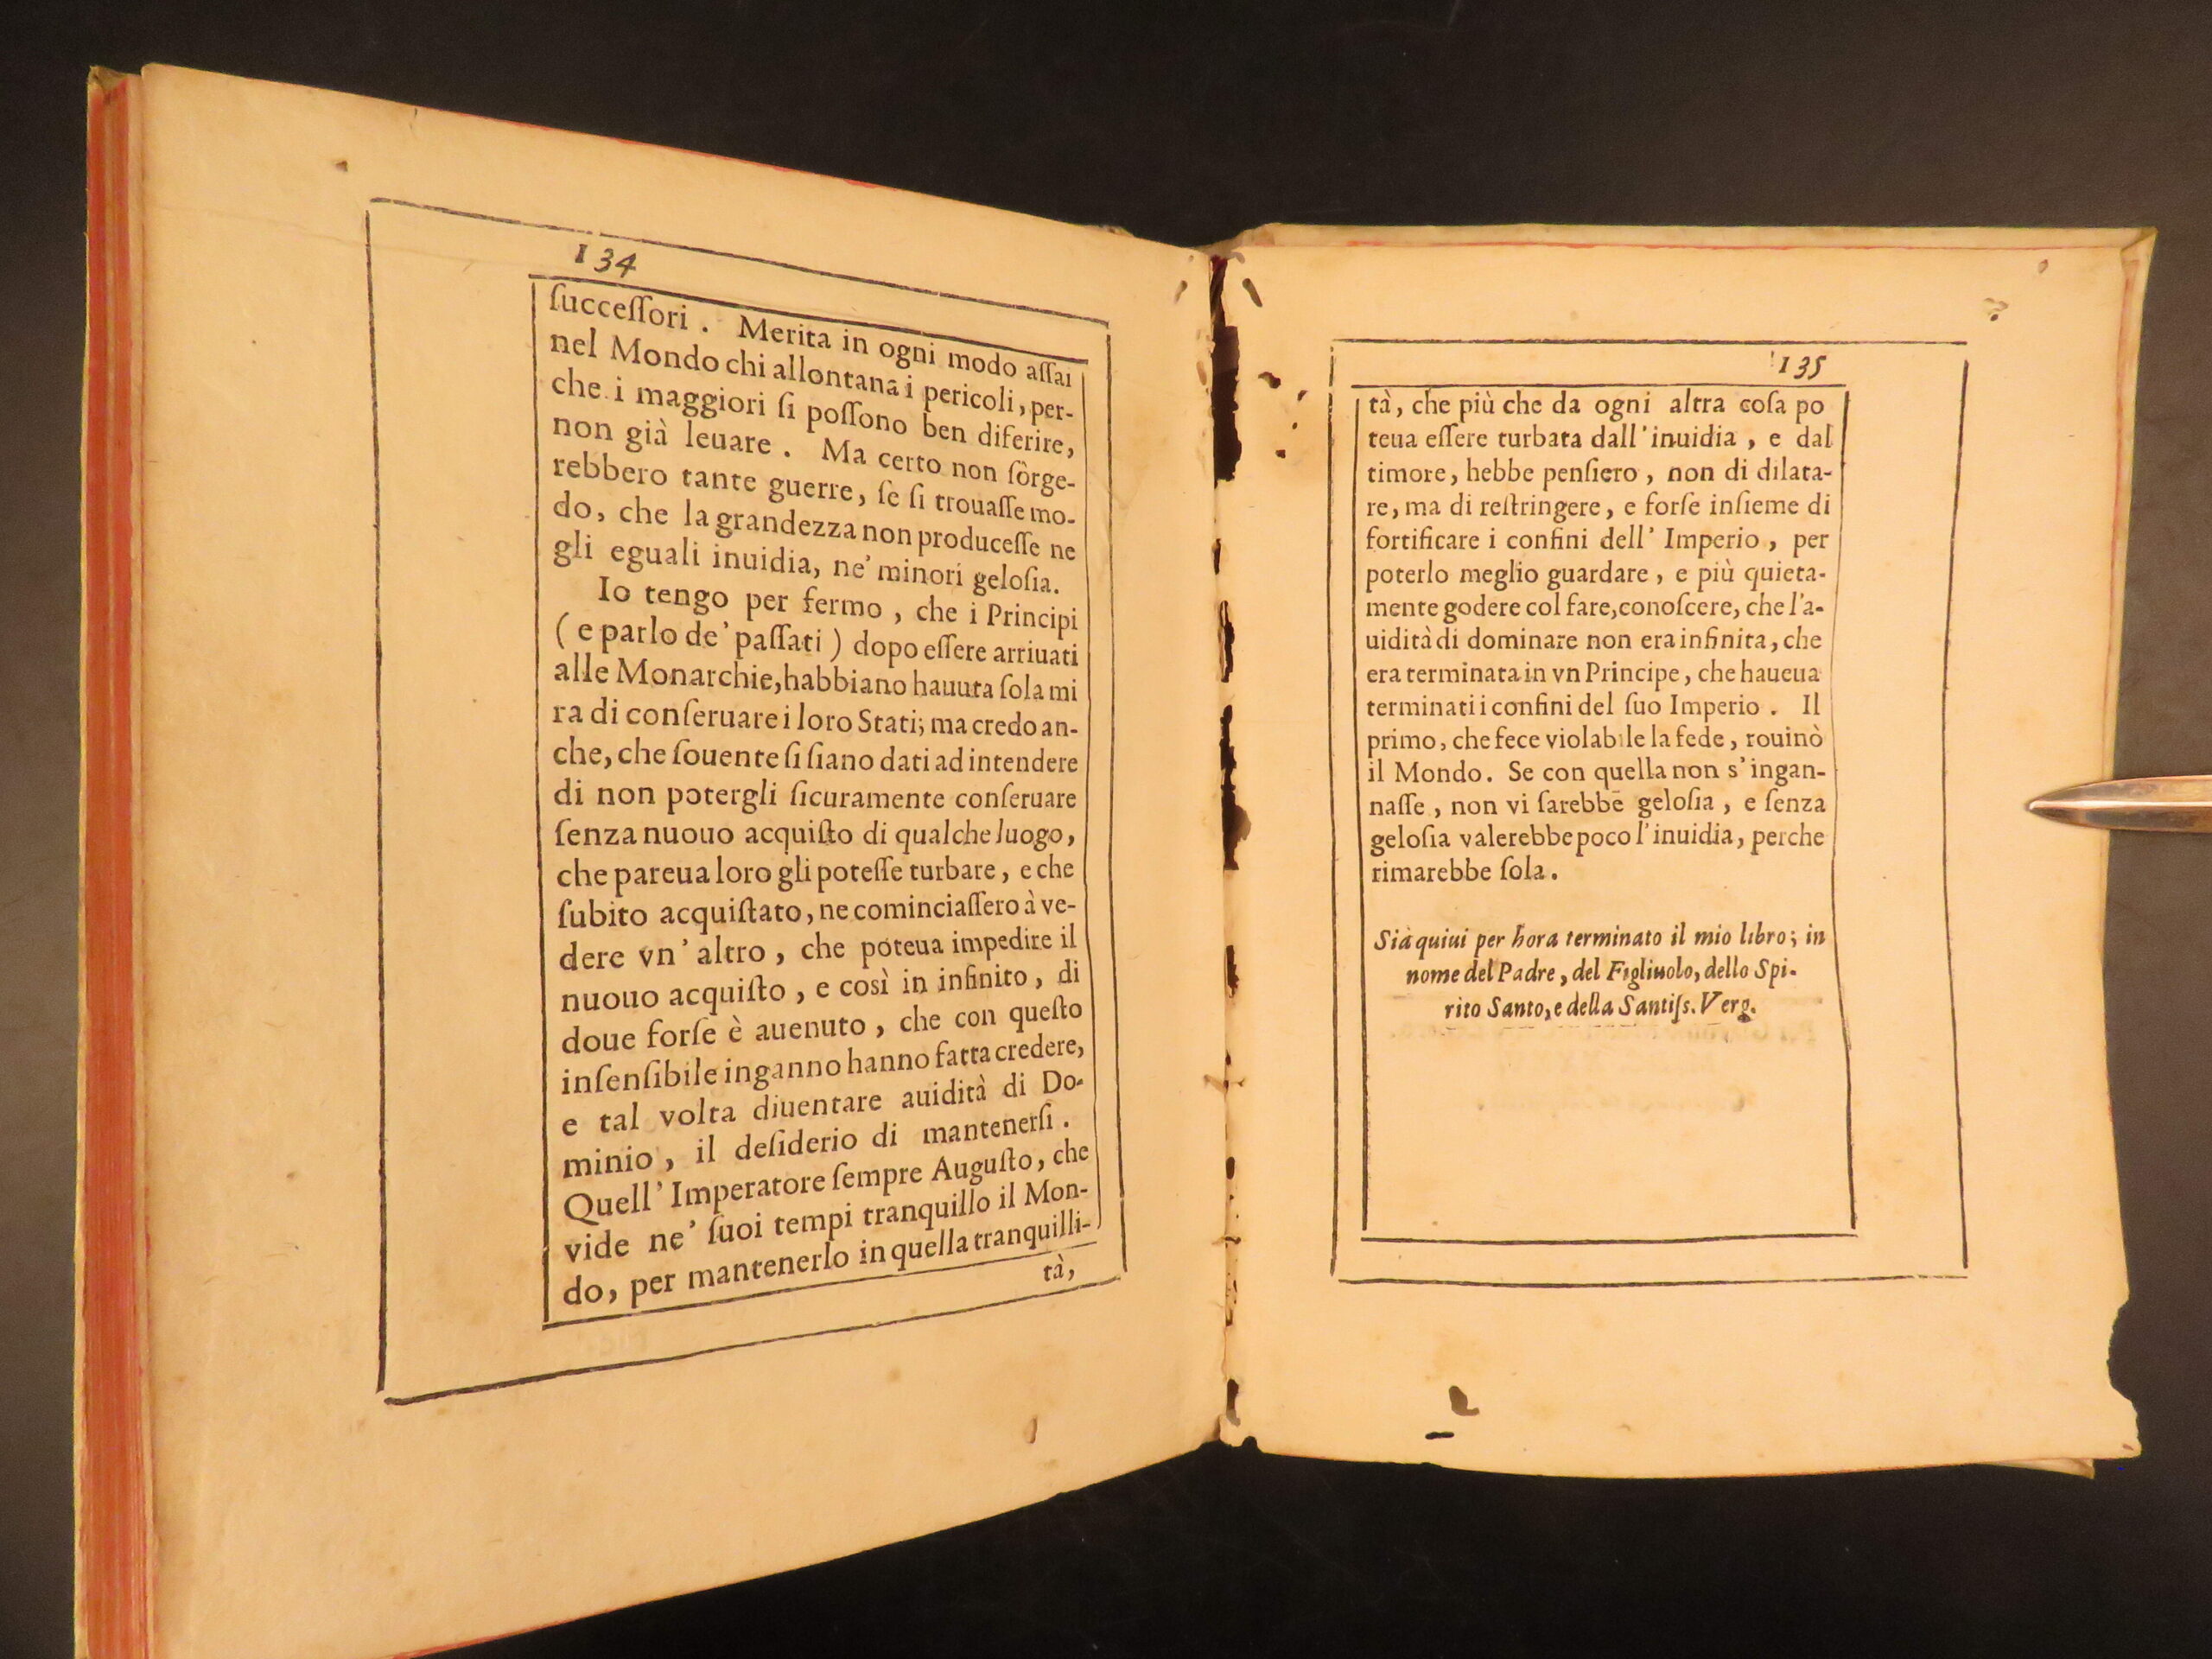 134
ſucceſſori. Merita in ogni modo aſſai
nel Mondo chi allontana i pericoli, per-
che i maggiori ſi poſſono ben diferire,
non già leuare. Ma certo non ſorge-
rebbero tante guerre, ſe ſi trouaſſe mo-
do, che la grandezza non produceſſe ne
gli eguali inuidia, ne' minori geloſia.
Io tengo per fermo, che i Principi
(e parlo de' paſſati) dopo eſſere arriuati
alle Monarchie, habbiano hauuta ſola mi
ra di conſeruare i loro Stati; ma credo an-
che, che ſouente ſi ſiano dati ad intendere
di non potergli ſicuramente conſeruare
ſenza nuouo acquiſto di qualche luogo,
che pareua loro gli poteſſe turbare, e che
ſubito acquiſtato, ne cominciaſſero à ve-
dere vn' altro, che poteua impedire il
nuouo acquiſto, e così in infinito, di
doue forſe è auenuto, che con queſto
inſenſibile inganno hanno fatta credere,
e tal volta diuentare auidità di Do-
minio, il deſiderio di mantenerſi.
Quell' Imperatore ſempre Auguſto, che
vide ne' ſuoi tempi tranquillo il Mon-
do, per mantenerlo in quella tranquilli-
tà,
135
tà, che più che da ogni altra coſa po
teua eſſere turbata dall'inuidia, e dal
timore, hebbe penſiero, non di dilata-
re, ma di reſtringere, e forſe inſieme di
fortificare i confini dell' Imperio, per
poterlo meglio guardare, e più quieta-
mente godere col fare, conoſcere, che l'a-
uidità di dominare non era infinita, che
era terminata in vn Principe, che haueua
terminati i confini del ſuo Imperio. Il
primo, che fece violabile la fede, rouinò
il Mondo. Se con quella non s'ingan-
naſſe, non vi ſarebbe geloſia, e ſenza
geloſia valerebbe poco l'inuidia, perche
rimarebbe ſola.
Sia quiui per hora terminato il mio libro; in
nome del Padre, del Figliuolo, dello Spi-
rito Santo, e della Santiſs. Verg.